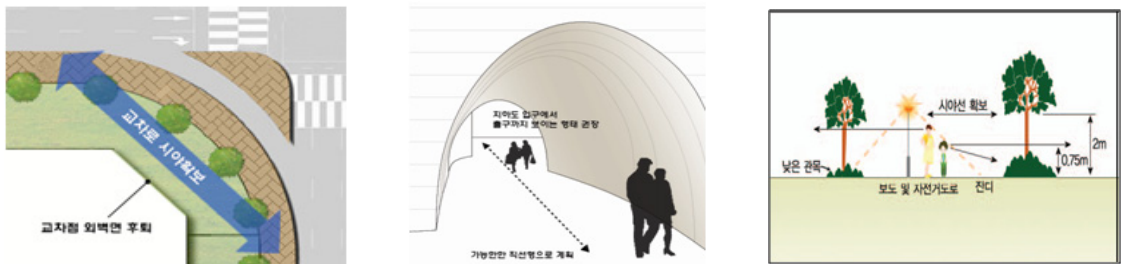 교차로 시야확보
교차점 외벽면 후퇴
지하도 입구에서
출구까지 보이는 형태 권장
가능한한 직선형으로 계획
시야선 확보
2m
0,75m
낮은 관목
보도 및 자전거도로
잔디